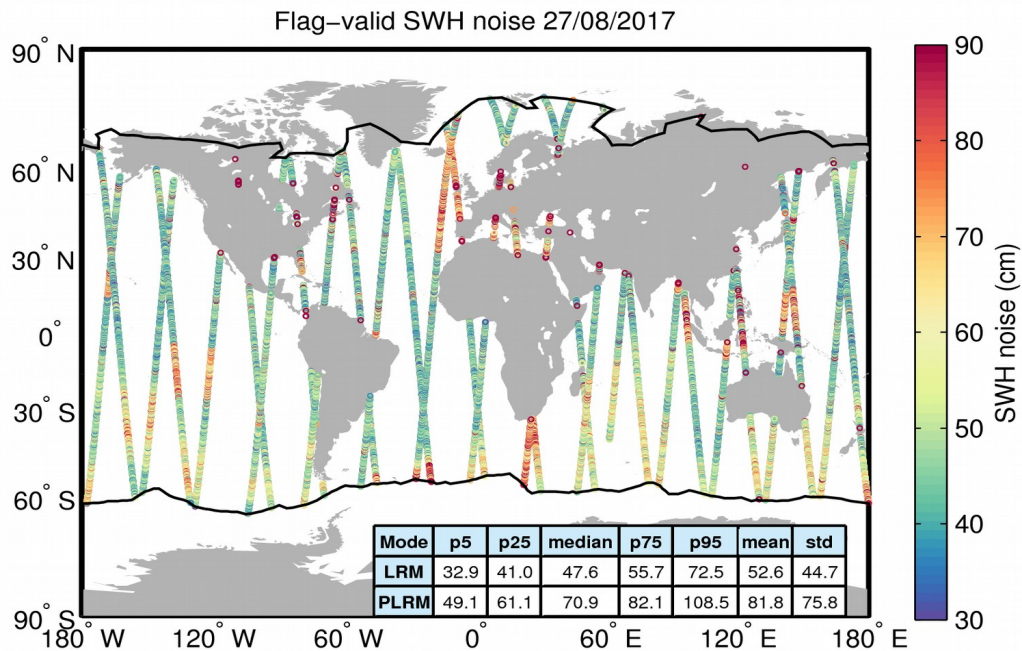 Flag−valid SWH noise 27/08/2017
90° N
60° N
30° N
0°
30° S
60° S
90° S
180° W
120° W
60° W
0°
60° E
120° E
180° E
90
80
70
60
50
40
30
SWH noise (cm)
Mode p5 p25 median p75 p95 mean std
LRM 32.9 41.0 47.6 55.7 72.5 52.6 44.7
PLRM 49.1 61.1 70.9 82.1 108.5 81.8 75.8